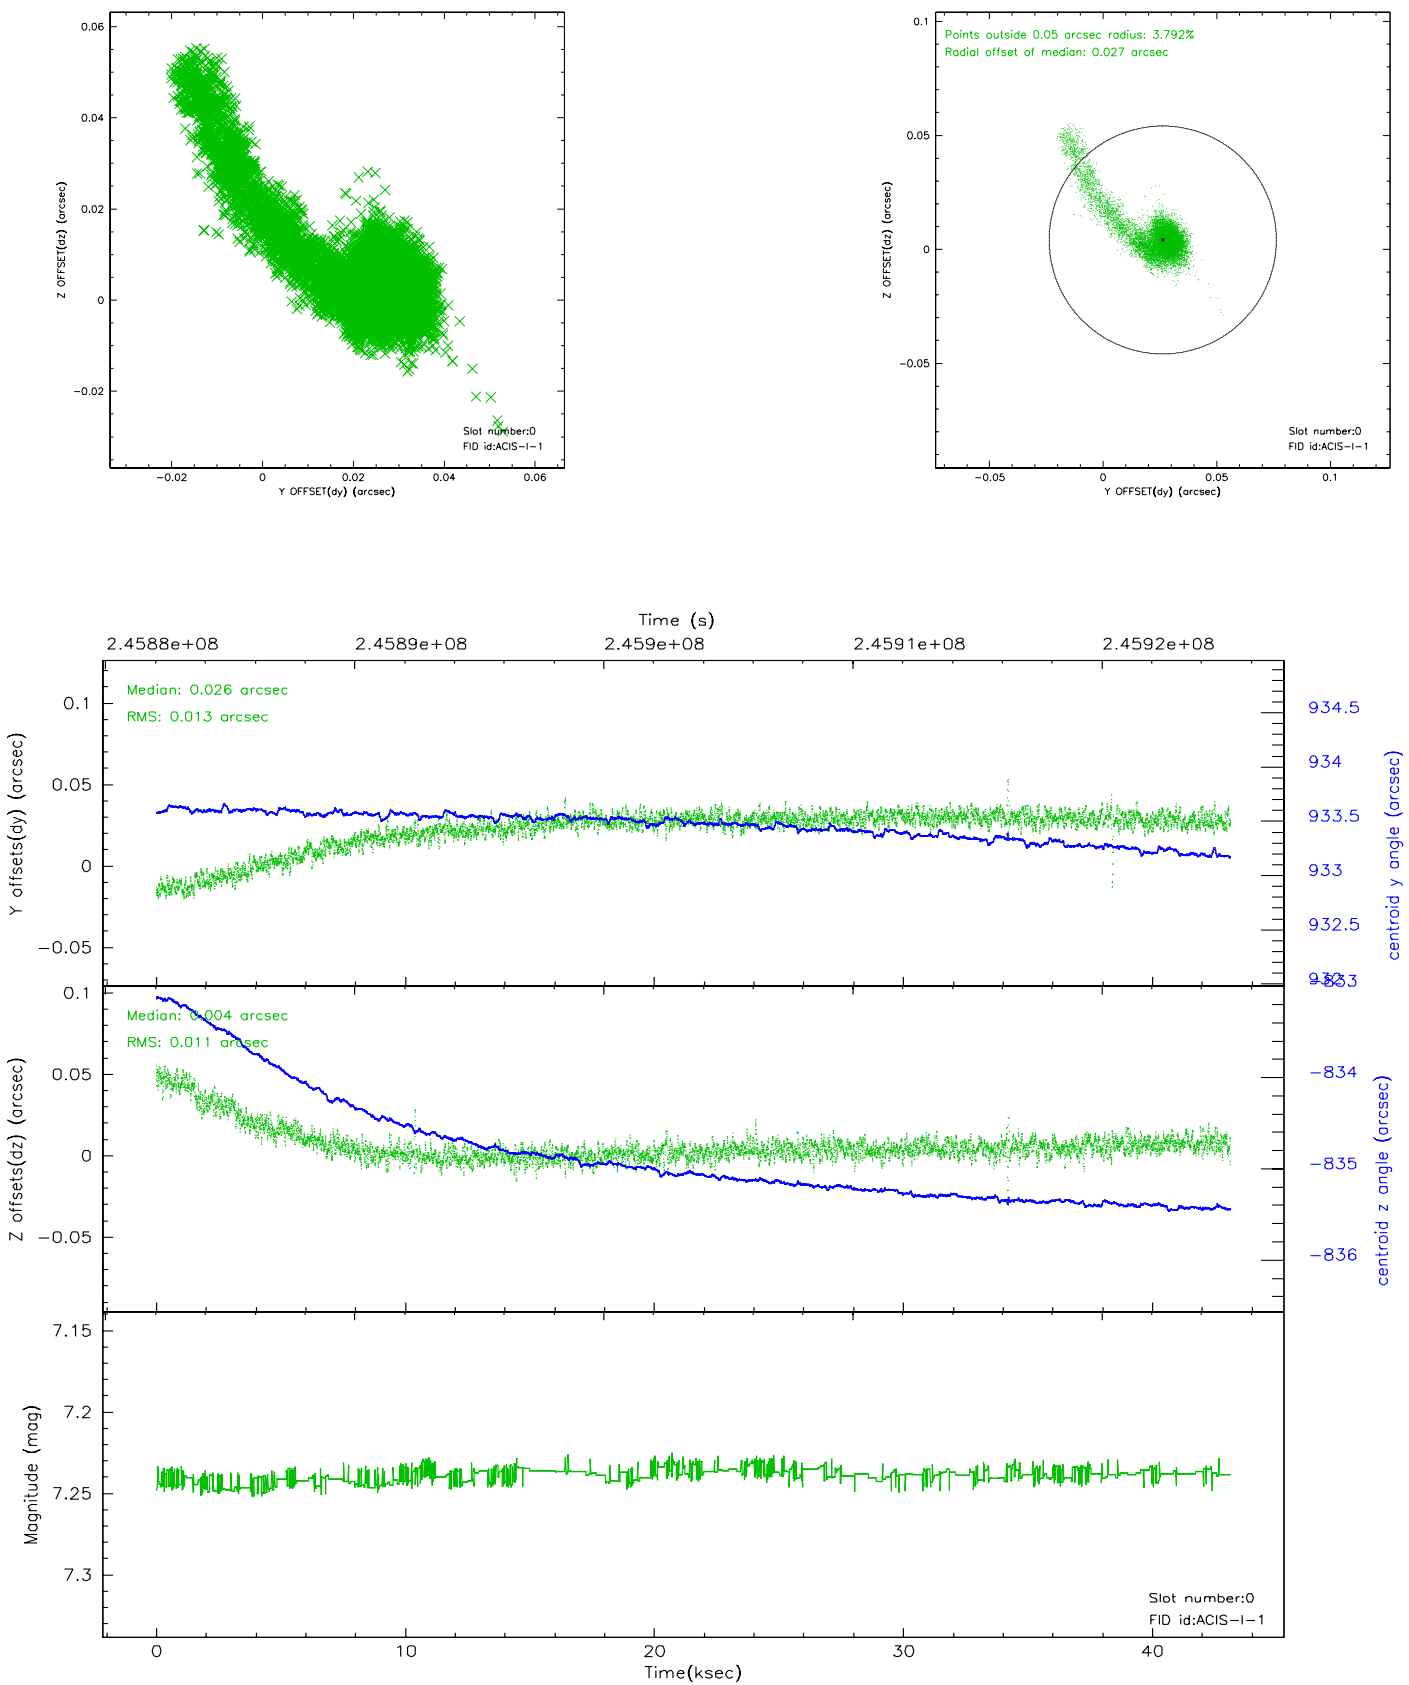 0.06
0.04
0.02
0
−0.02
Z OFFSET(dz) (arcsec)
−0.02
0
0.02
0.04
0.06
Y OFFSET(dy) (arcsec)
Slot number:0
FID id:ACIS−I−1
Points outside 0.05 arcsec radius: 3.792%
Radial offset of median: 0.027 arcsec
0.1
0.05
0
−0.05
Z OFFSET(dz) (arcsec)
−0.05
0
0.05
0.1
Y OFFSET(dy) (arcsec)
Slot number:0
FID id:ACIS−I−1
Time (s)
2.4588e+08
2.4589e+08
2.459e+08
2.4591e+08
2.4592e+08
Median: 0.026 arcsec
RMS: 0.013 arcsec
0.1
0.05
0
−0.05
Y offsets(dy) (arcsec)
934.5
934
933.5
933
932.5
932
centroid y angle (arcsec)
Median: 0.004 arcsec
RMS: 0.011 arcsec
0.1
0.05
0
−0.05
Z offsets(dz) (arcsec)
−833
−834
−835
−836
centroid z angle (arcsec)
7.15
7.2
7.25
7.3
Magnitude (mag)
Slot number:0
FID id:ACIS−I−1
0
10
20
30
40
Time(ksec)